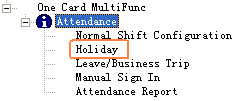 One Card MultiFunc
Attendance
Normal Shift Configuration
Holiday
Leave/Business Trip
Manual Sign In
Attendance Report